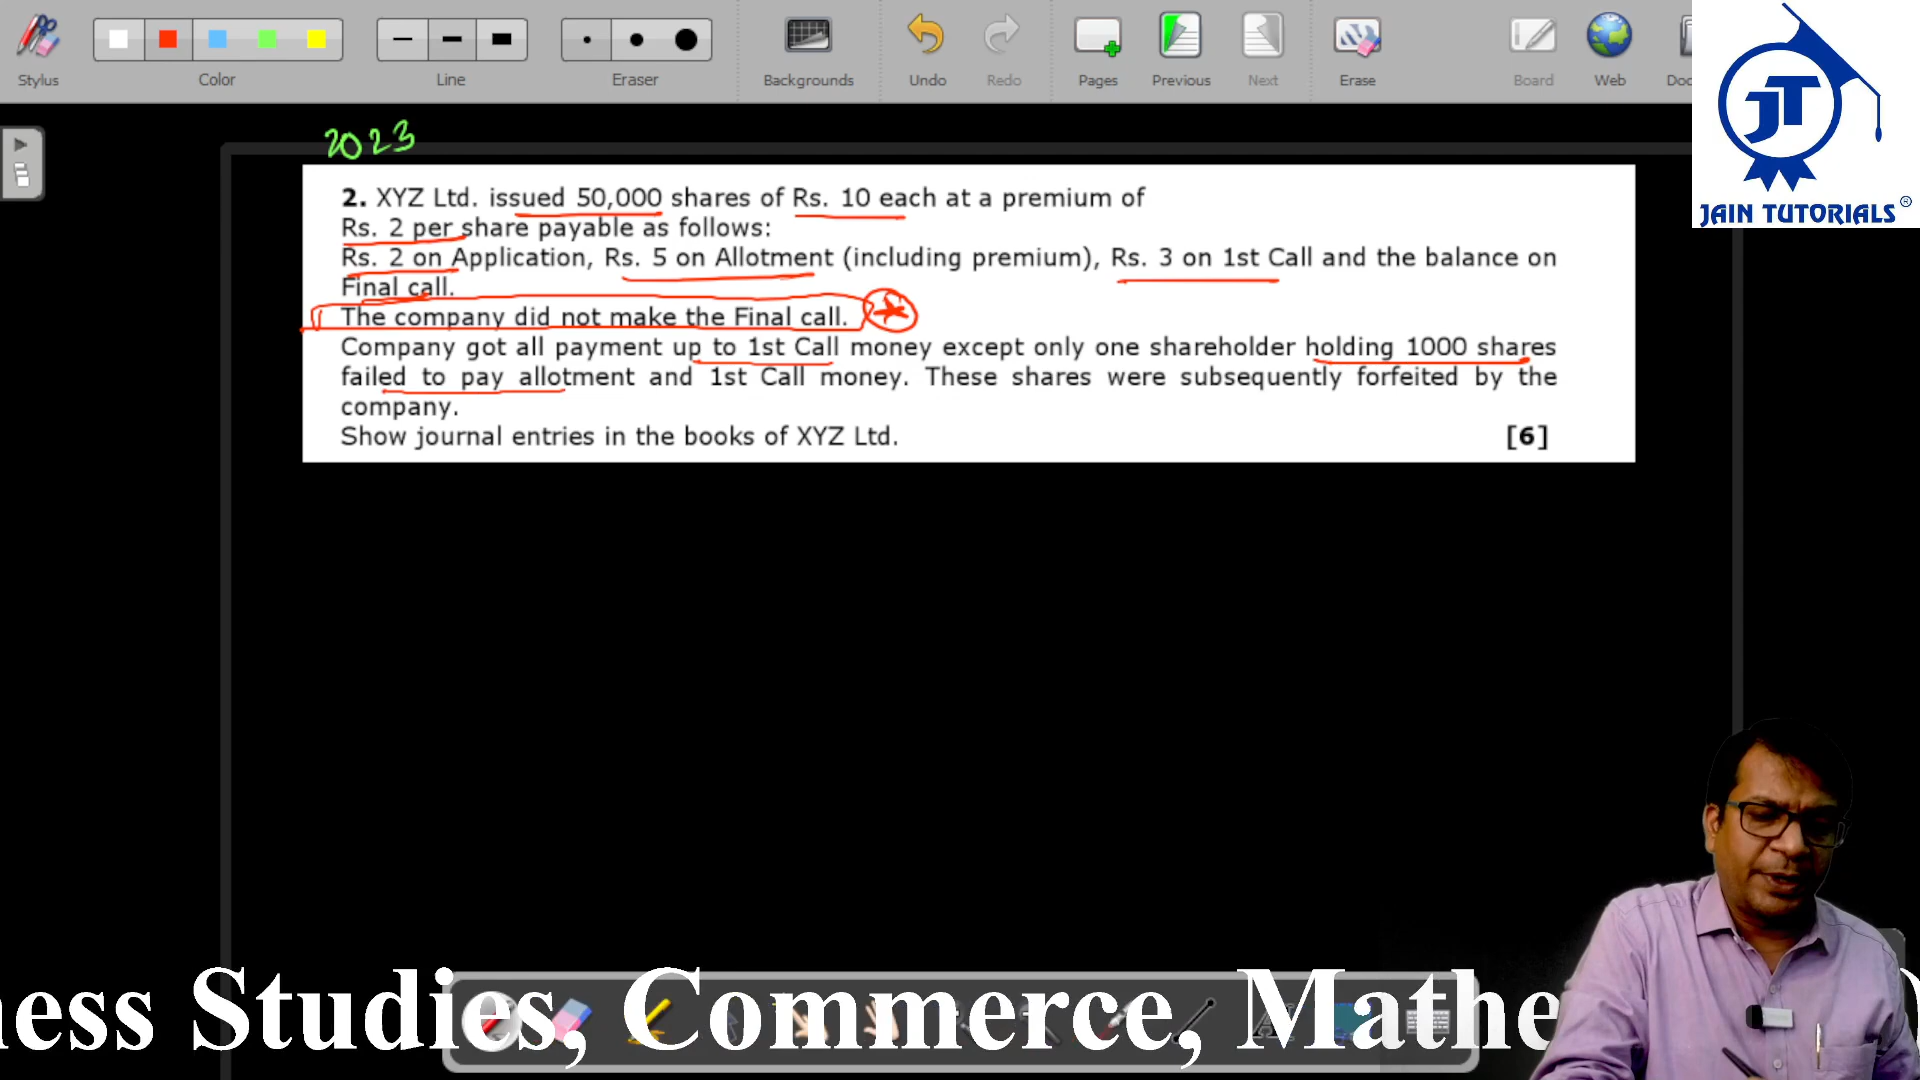 Stylus
Color
Line
Eraser
Backgrounds
Undo
Redo
Pages
Previous
Next
Erase
Board
Web
JT
JAIN TUTORIALS®
2023
2. XYZ Ltd. issued 50,000 shares of Rs. 10 each at a premium of
Rs. 2 per share payable as follows:
Rs. 2 on Application, Rs. 5 on Allotment (including premium), Rs. 3 on 1st Call and the balance on
Final call.
The company did not make the Final call.
Company got all payment up to 1st Call money except only one shareholder holding 1000 shares
failed to pay allotment and 1st Call money. These shares were subsequently forfeited by the
company.
Show journal entries in the books of XYZ Ltd. [6]
ness Studies, Commerce, Mathe